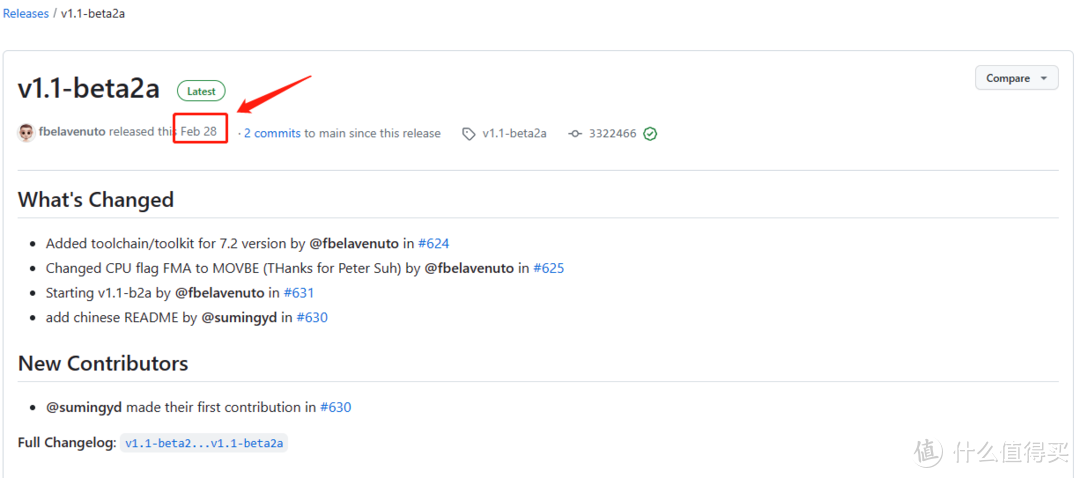 Releases / v1.1-beta2a
v1.1-beta2a Latest
Compare
fbelavenuto released this Feb 28 · 2 commits to main since this release v1.1-beta2a 3322466
What's Changed
• Added toolchain/toolkit for 7.2 version by @fbelavenuto in #624
• Changed CPU flag FMA to MOVBE (THanks for Peter Suh) by @fbelavenuto in #625
• Starting v1.1-b2a by @fbelavenuto in #631
• add chinese README by @sumingyd in #630
New Contributors
• @sumingyd made their first contribution in #630
Full Changelog: v1.1-beta2...v1.1-beta2a
值 什么值得买